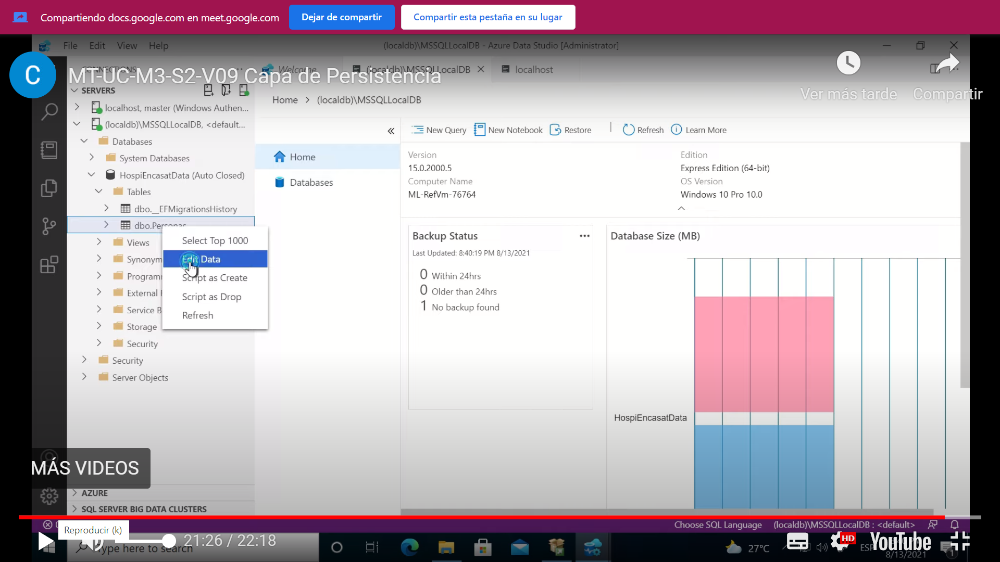 Compartiendo docs.google.com en meet.google.com
Dejar de compartir
Compartir esta pestaña en su lugar
File Edit View Help
(localdb)\MSSQLLocalDB - Azure Data Studio [Administrator]
C
MT-UC-M3-S2-V09 Capa de Persistencia
CONNECTIONS
Welcome
(localdb)\MSSQLLocalDB
localhost
Ver más tarde
Compartir
SERVERS
localhost, master (Windows Authen...
(localdb)\MSSQLLocalDB, <default...
Databases
System Databases
HospiEncasatData (Auto Closed)
Tables
dbo.__EFMigrationsHistory
dbo.Personas
Views
Synonym
Program
External
Service B
Storage
Security
Security
Server Objects
Select Top 1000
Edit Data
Script as Create
Script as Drop
Refresh
Home > (localdb)\MSSQLLocalDB
New Query
New Notebook
Restore
Refresh
Learn More
Home
Databases
Version
15.0.2000.5
Computer Name
ML-RefVm-76764
Edition
Express Edition (64-bit)
OS Version
Windows 10 Pro 10.0
Backup Status
Last Updated: 8:40:19 PM 8/13/2021
0 Within 24hrs
0 Older than 24hrs
1 No backup found
Database Size (MB)
HospiEncasatData
MÁS VIDEOS
AZURE
SQL SERVER BIG DATA CLUSTERS
Choose SQL Language
(localdb)\MSSQLLocalDB : <default>
Reproducir (k)
21:26 / 22:18
Type here to search
27°C
ESP
HD
YouTube
8/13/2021
1